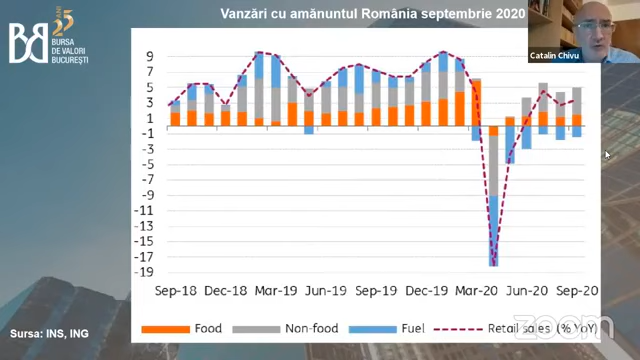 Vanzări cu amănuntul România septembrie 2020
25 ANI
BURSA
DE VALORI
BUCUREȘTI
Catalin Chivu
9
7
5
3
1
-1
-3
-5
-7
-9
-11
-13
-15
-17
-19
Sep-18 Dec-18 Mar-19 Jun-19 Sep-19 Dec-19 Mar-20 Jun-20 Sep-20
Food Non-food Fuel Retail sales (% YoY)
Sursa: INS, ING
zoom